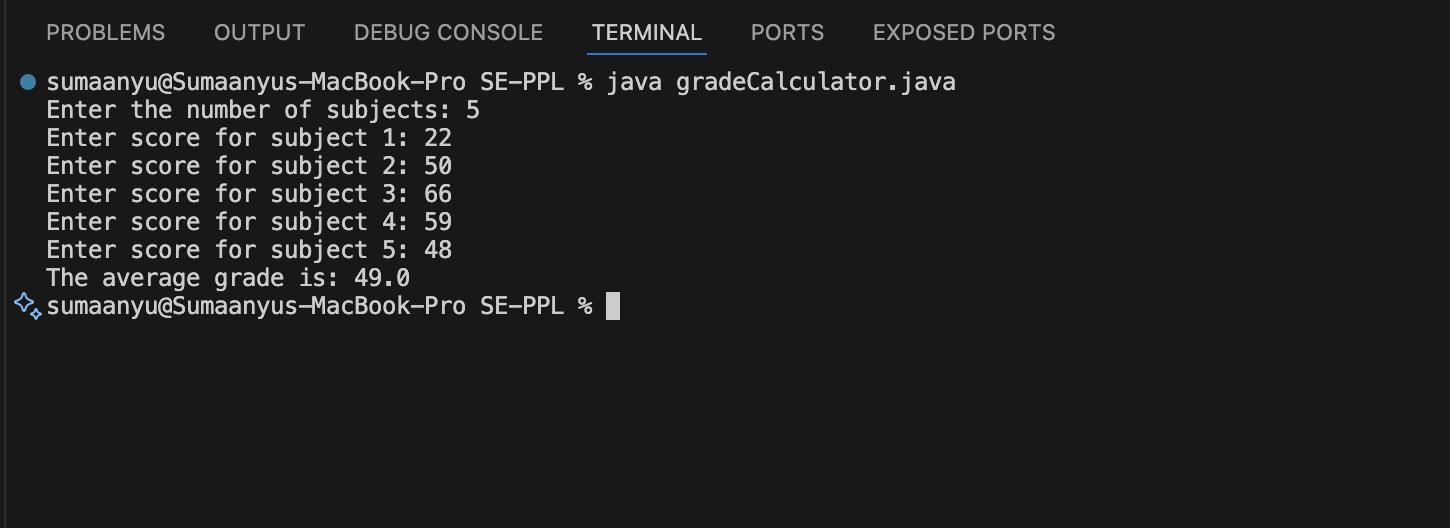 PROBLEMS OUTPUT DEBUG CONSOLE TERMINAL PORTS EXPOSED PORTS
sumaanyu@Sumaanyus-MacBook-Pro SE-PPL % java gradeCalculator.java
Enter the number of subjects: 5
Enter score for subject 1: 22
Enter score for subject 2: 50
Enter score for subject 3: 66
Enter score for subject 4: 59
Enter score for subject 5: 48
The average grade is: 49.0
sumaanyu@Sumaanyus-MacBook-Pro SE-PPL %